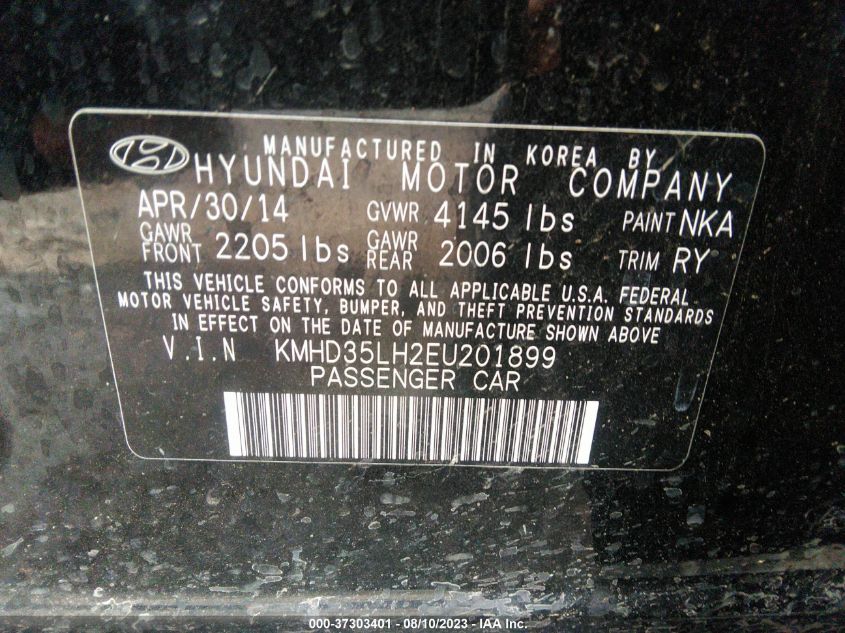 MANUFACTURED IN KOREA BY
HYUNDAI MOTOR COMPANY
APR/30/14 GVWR 4145 lbs PAINT NKA
GAWR FRONT 2205 lbs GAWR REAR 2006 lbs TRIM RY
THIS VEHICLE CONFORMS TO ALL APPLICABLE U.S.A. FEDERAL
MOTOR VEHICLE SAFETY, BUMPER, AND THEFT PREVENTION STANDARDS
IN EFFECT ON THE DATE OF MANUFACTURE SHOWN ABOVE
V.I.N KMHD35LH2EU201899
PASSENGER CAR
000-37303401 - 08/10/2023 - IAA Inc.